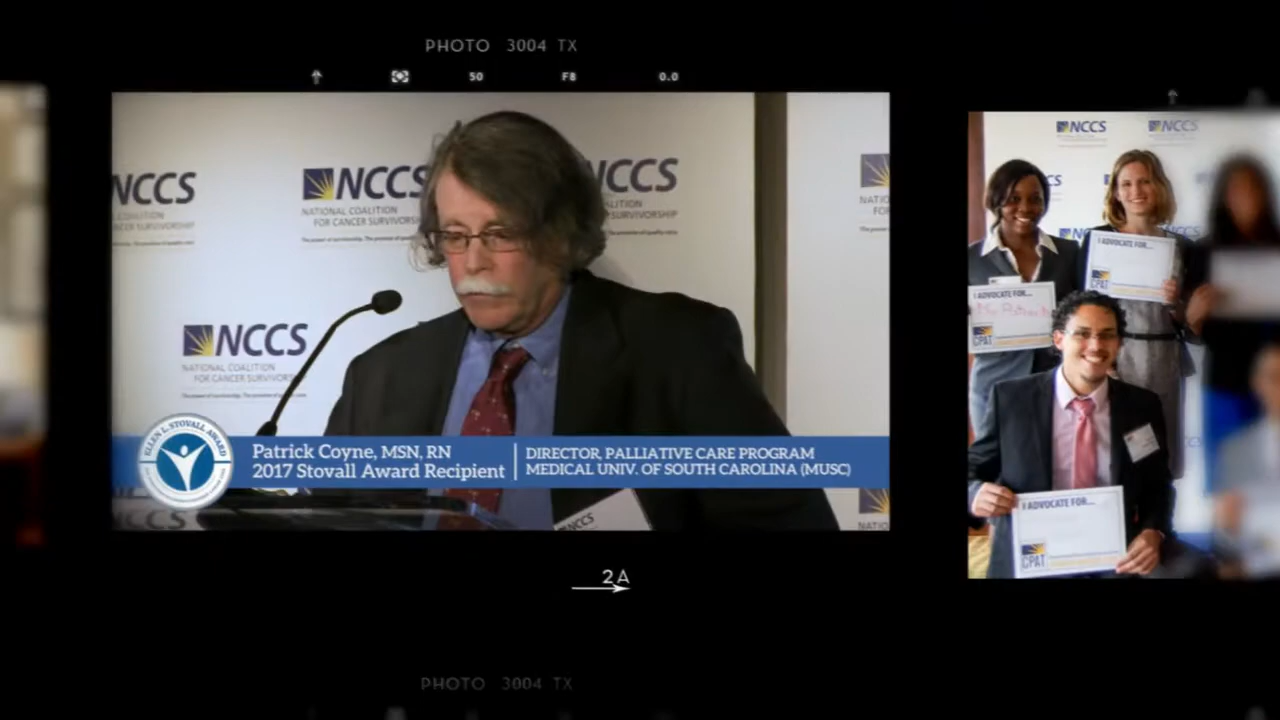 PHOTO 3004 TX
50 F8 0.0
NCCS
NCCS
NATIONAL COALITION
FOR CANCER SURVIVORSHIP
NCCS
SURVIVORSHIP
NCCS
NATIONAL COALITION
FOR CANCER SURVIVORSHIP
ELLEN L. STOVALL AWARD
Patrick Coyne, MSN, RN
2017 Stovall Award Recipient
DIRECTOR, PALLIATIVE CARE PROGRAM
MEDICAL UNIV. OF SOUTH CAROLINA (MUSC)
NCCS
NCCS
2A
PHOTO 3004 TX
NCCS
NCCS
I ADVOCATE FOR...
CPAT
I ADVOCATE FOR...
CPAT
I ADVOCATE FOR...
CPAT